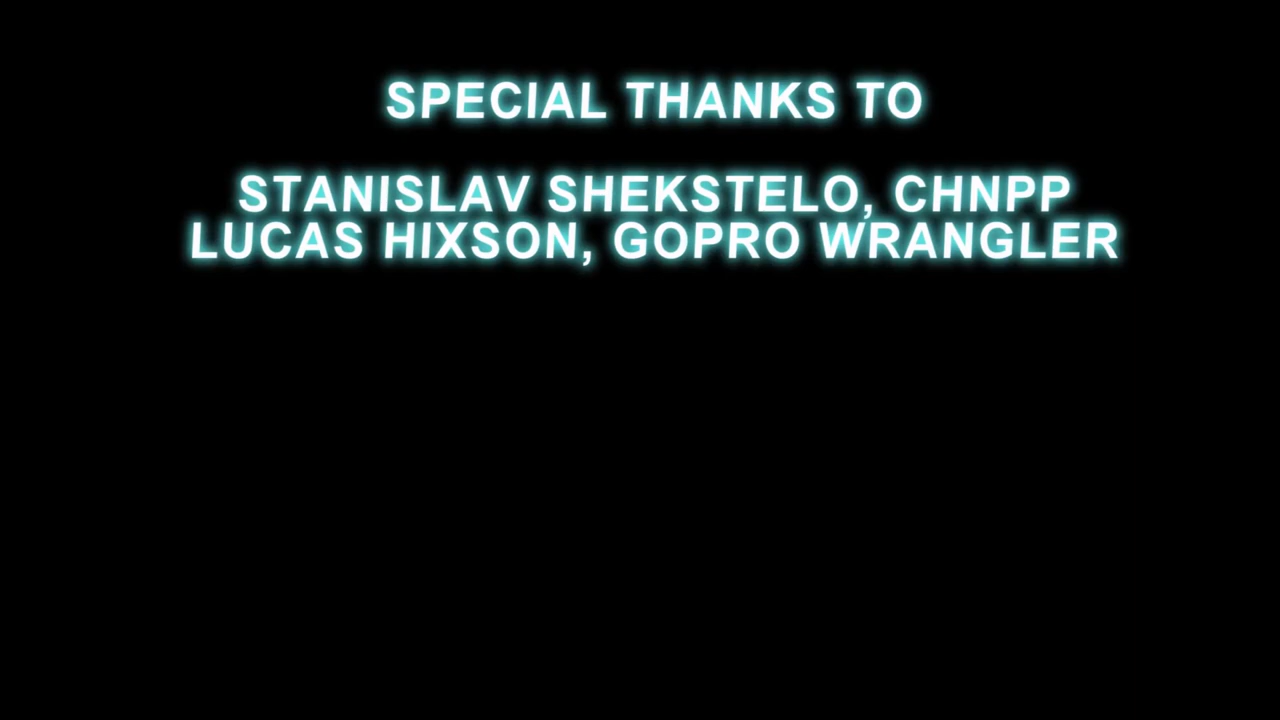 SPECIAL THANKS TO
STANISLAV SHEKSTELO, CHNPP
LUCAS HIXSON, GOPRO WRANGLER